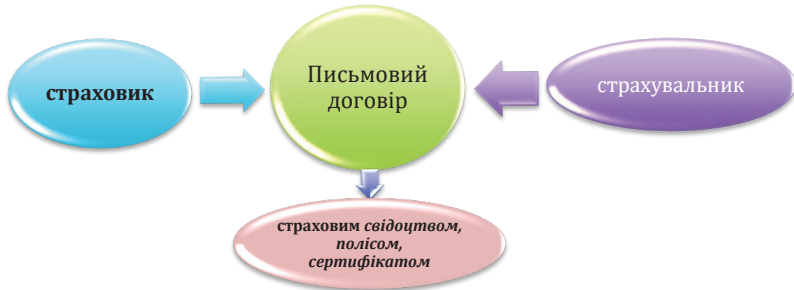 страховик
Письмовий
договір
страхувальник
страховим свідоцтвом,
полісом,
сертифікатом